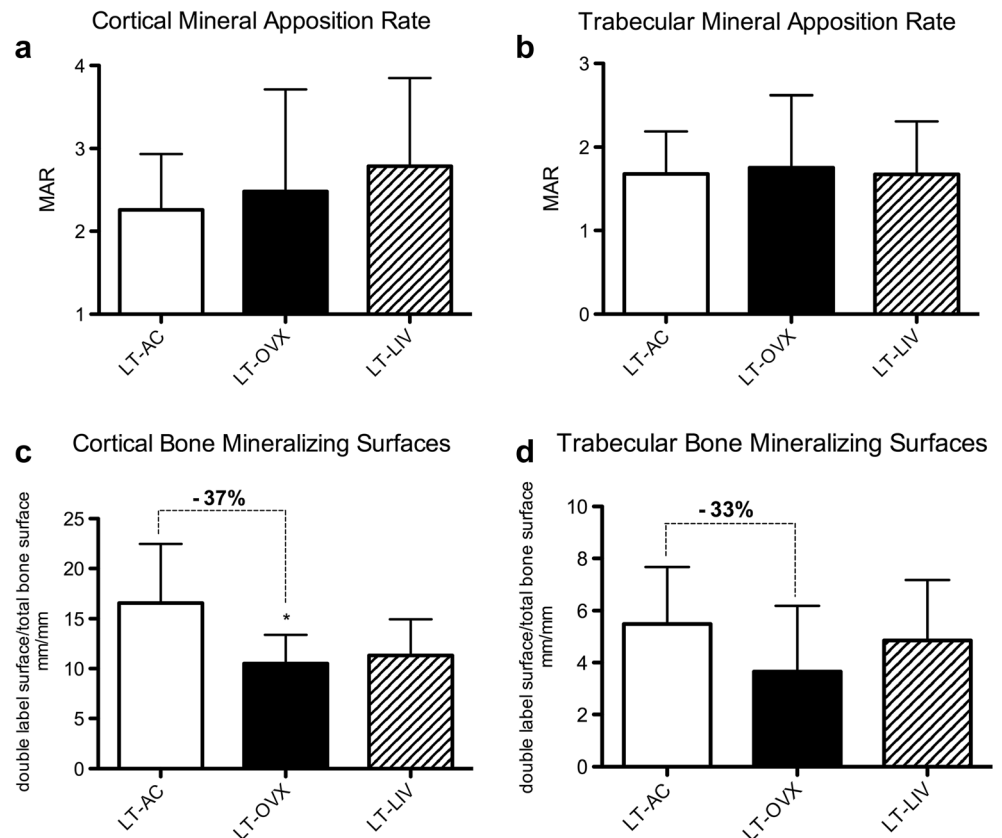 a
Cortical Mineral Apposition Rate
MAR
4
3
2
1
LT-AC
LT-OVX
LT-LIV
b
Trabecular Mineral Apposition Rate
MAR
3
2
1
0
LT-AC
LT-OVX
LT-LIV
c
Cortical Bone Mineralizing Surfaces
double label surface/total bone surface
mm/mm
25
20
15
10
5
0
- 37%
*
LT-AC
LT-OVX
LT-LIV
d
Trabecular Bone Mineralizing Surfaces
double label surface/total bone surface
mm/mm
10
8
6
4
2
0
- 33%
LT-AC
LT-OVX
LT-LIV